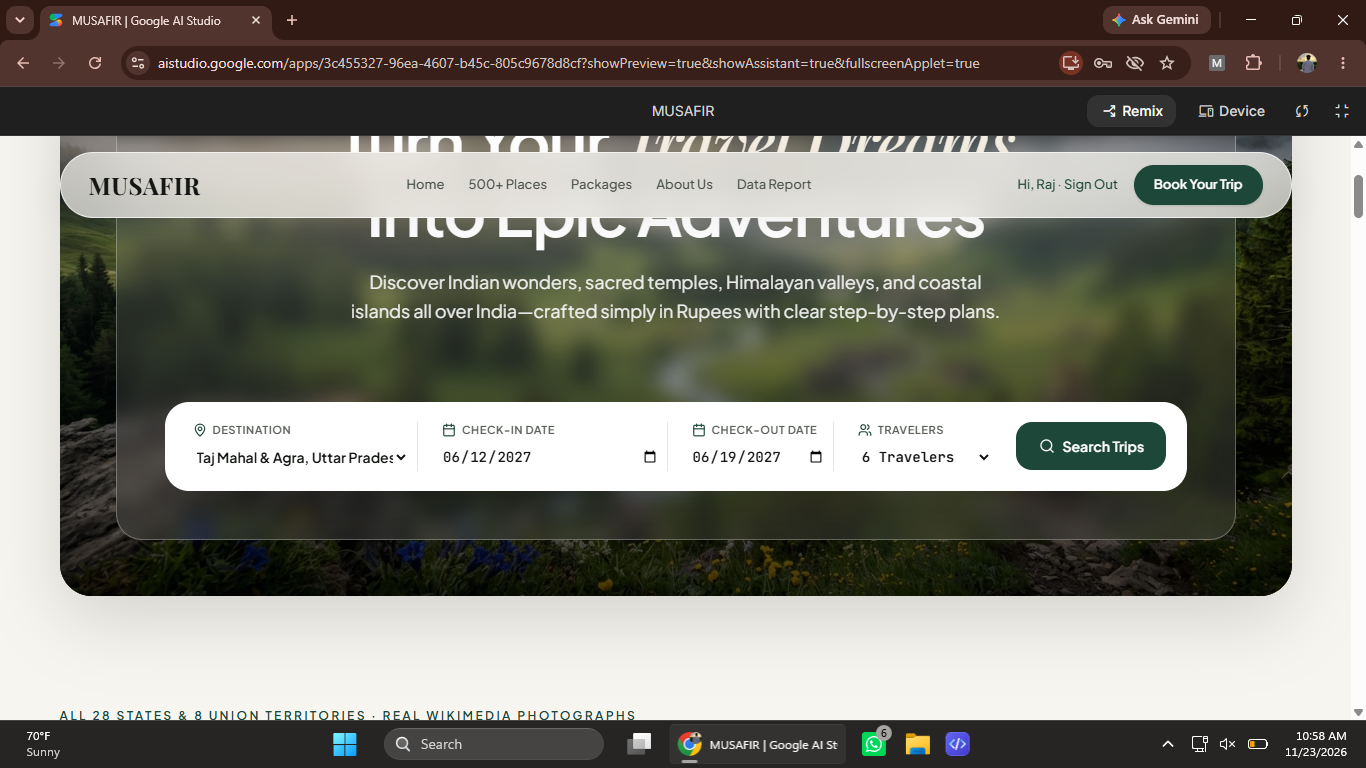 MUSAFIR | Google AI Studio
Ask Gemini
aistudio.google.com/apps/3c455327-96ea-4607-b45c-805c9678d8cf?showPreview=true&showAssistant=true&fullscreenApplet=true
M
MUSAFIR
Remix
Device
Turn Your Travel Dreams
MUSAFIR
Home
500+ Places
Packages
About Us
Data Report
Hi, Raj · Sign Out
Book Your Trip
Into Epic Adventures
Discover Indian wonders, sacred temples, Himalayan valleys, and coastal
islands all over India—crafted simply in Rupees with clear step-by-step plans.
DESTINATION
Taj Mahal & Agra, Uttar Prades
CHECK-IN DATE
06/12/2027
CHECK-OUT DATE
06/19/2027
TRAVELERS
6 Travelers
Search Trips
ALL 28 STATES & 8 UNION TERRITORIES · REAL WIKIMEDIA PHOTOGRAPHS
70°F
Sunny
Search
MUSAFIR | Google AI St
6
10:58 AM
11/23/2026